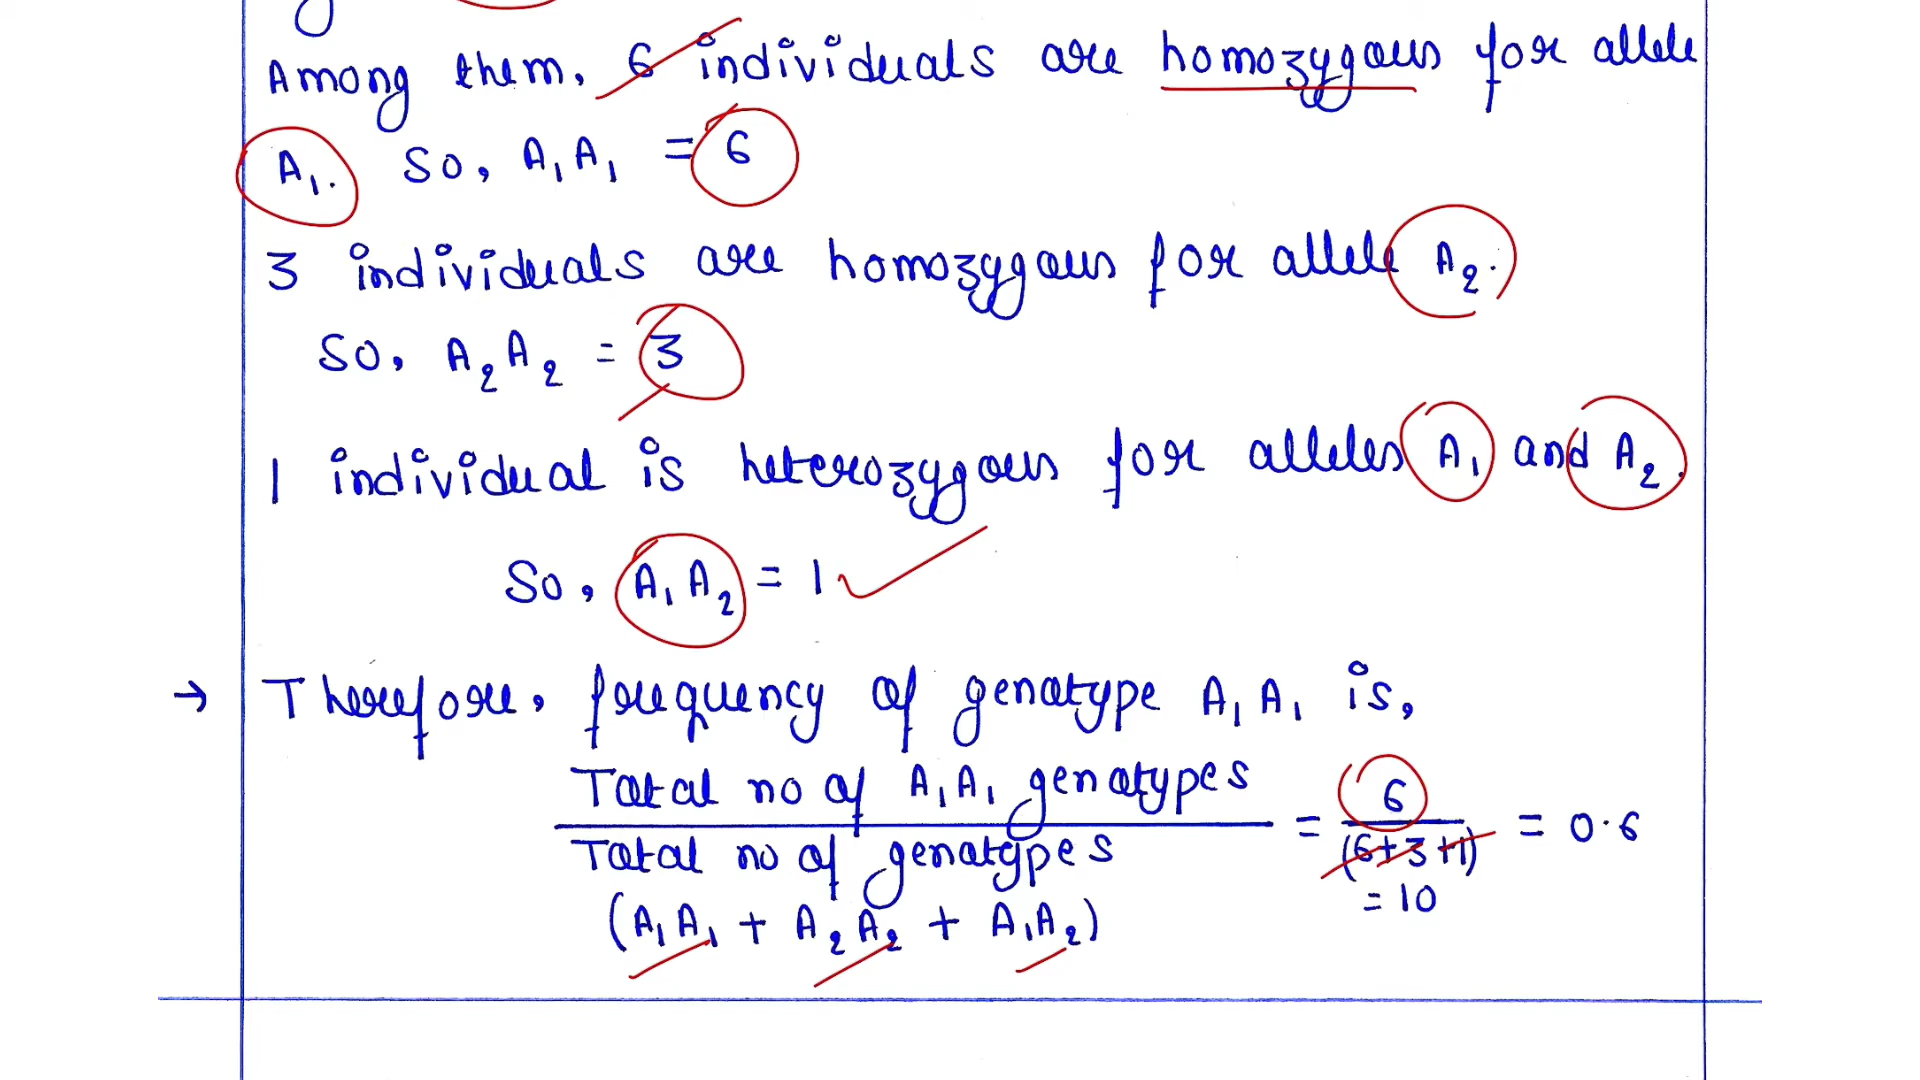 Among them, 6 individuals are homozygous for allele
A₁. So, A₁A₁ = 6
3 individuals are homozygous for allele A₂.
So, A₂A₂ = 3
1 individual is heterozygous for alleles A₁ and A₂.
So, A₁A₂ = 1
→ Therefore, frequency of genotype A₁A₁ is,
Total no of A₁A₁ genotypes
= 6 / (6+3+1) = 0.6
Total no of genotypes
= 10
(A₁A₁ + A₂A₂ + A₁A₂)